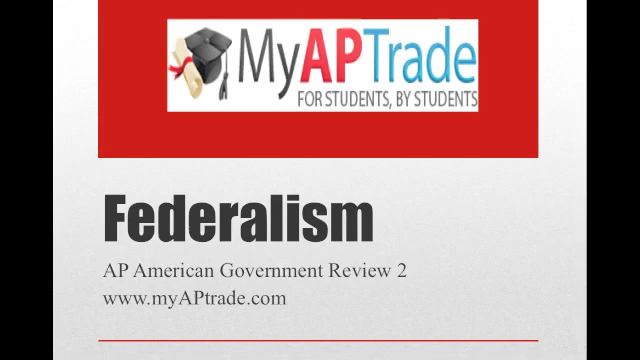 MyAPTrade
FOR STUDENTS, BY STUDENTS
Federalism
AP American Government Review 2
www.myAPtrade.com